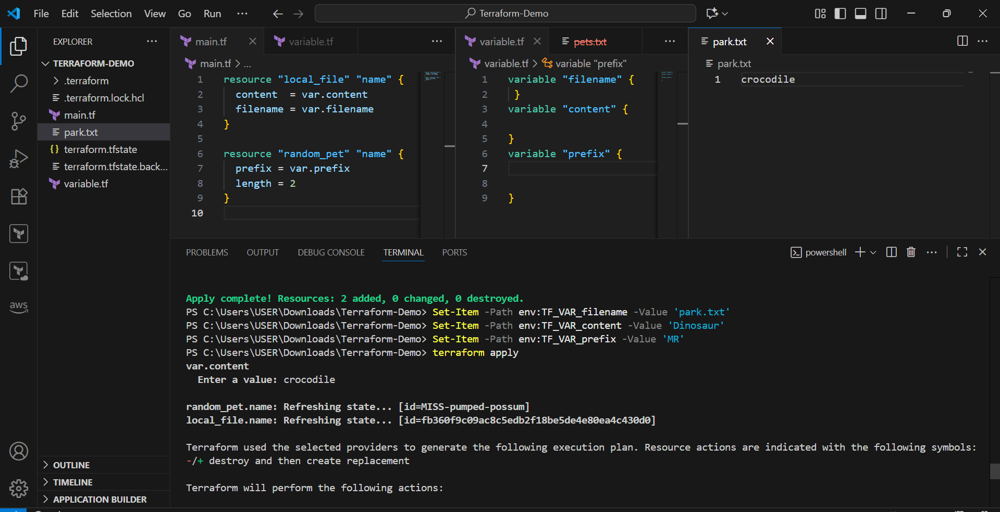 File Edit Selection View Go Run ···
Terraform-Demo
EXPLORER ···
TERRAFORM-DEMO
.terraform
.terraform.lock.hcl
main.tf
park.txt
terraform.tfstate
terraform.tfstate.back...
variable.tf
aws
OUTLINE
TIMELINE
APPLICATION BUILDER
main.tf
variable.tf
···
main.tf > ...
1 resource "local_file" "name" {
2 content = var.content
3 filename = var.filename
4 }
5
6 resource "random_pet" "name" {
7 prefix = var.prefix
8 length = 2
9 }
10
variable.tf
pets.txt
···
variable.tf > variable "prefix"
1 variable "filename" {
2 }
3 variable "content" {
4
5 }
6 variable "prefix" {
7
8
9 }
park.txt
···
park.txt
1 crocodile
PROBLEMS OUTPUT DEBUG CONSOLE TERMINAL PORTS
powershell
···
Apply complete! Resources: 2 added, 0 changed, 0 destroyed.
PS C:\Users\USER\Downloads\Terraform-Demo> Set-Item -Path env:TF_VAR_filename -Value 'park.txt'
PS C:\Users\USER\Downloads\Terraform-Demo> Set-Item -Path env:TF_VAR_content -Value 'Dinosaur'
PS C:\Users\USER\Downloads\Terraform-Demo> Set-Item -Path env:TF_VAR_prefix -Value 'MR'
PS C:\Users\USER\Downloads\Terraform-Demo> terraform apply
var.content
Enter a value: crocodile
random_pet.name: Refreshing state... [id=MISS-pumped-possum]
local_file.name: Refreshing state... [id=fb360f9c09ac8c5edb2f18be5de4e80ea4c430d0]
Terraform used the selected providers to generate the following execution plan. Resource actions are indicated with the following symbols:
-/+ destroy and then create replacement
Terraform will perform the following actions: